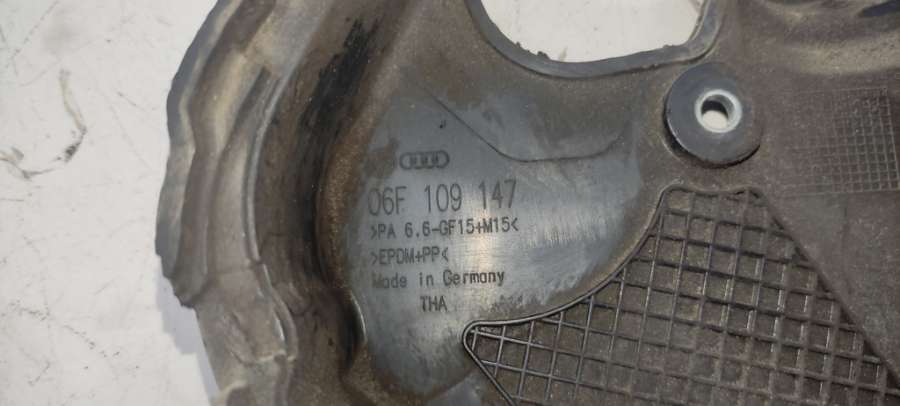 06F 109 147
>PA 6.6-GF15+M15<
>EPDM+PP<
Made in Germany
THA